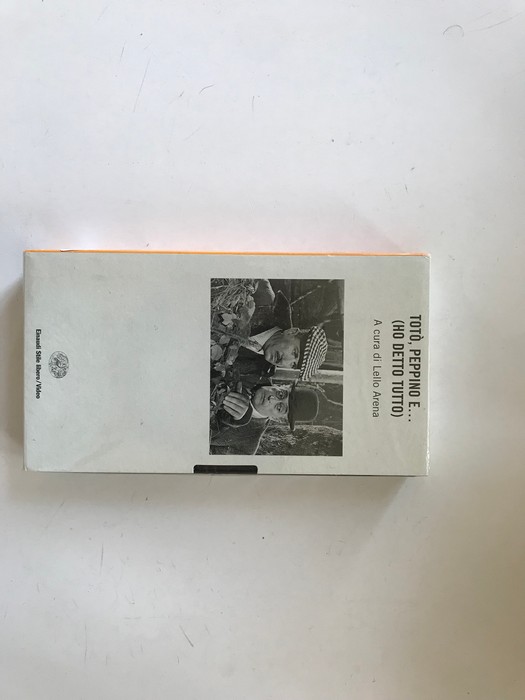 TOTÒ, PEPPINO E...
(HO DETTO TUTTO)
A cura di Lello Arena
Einaudi Stile libero/Video